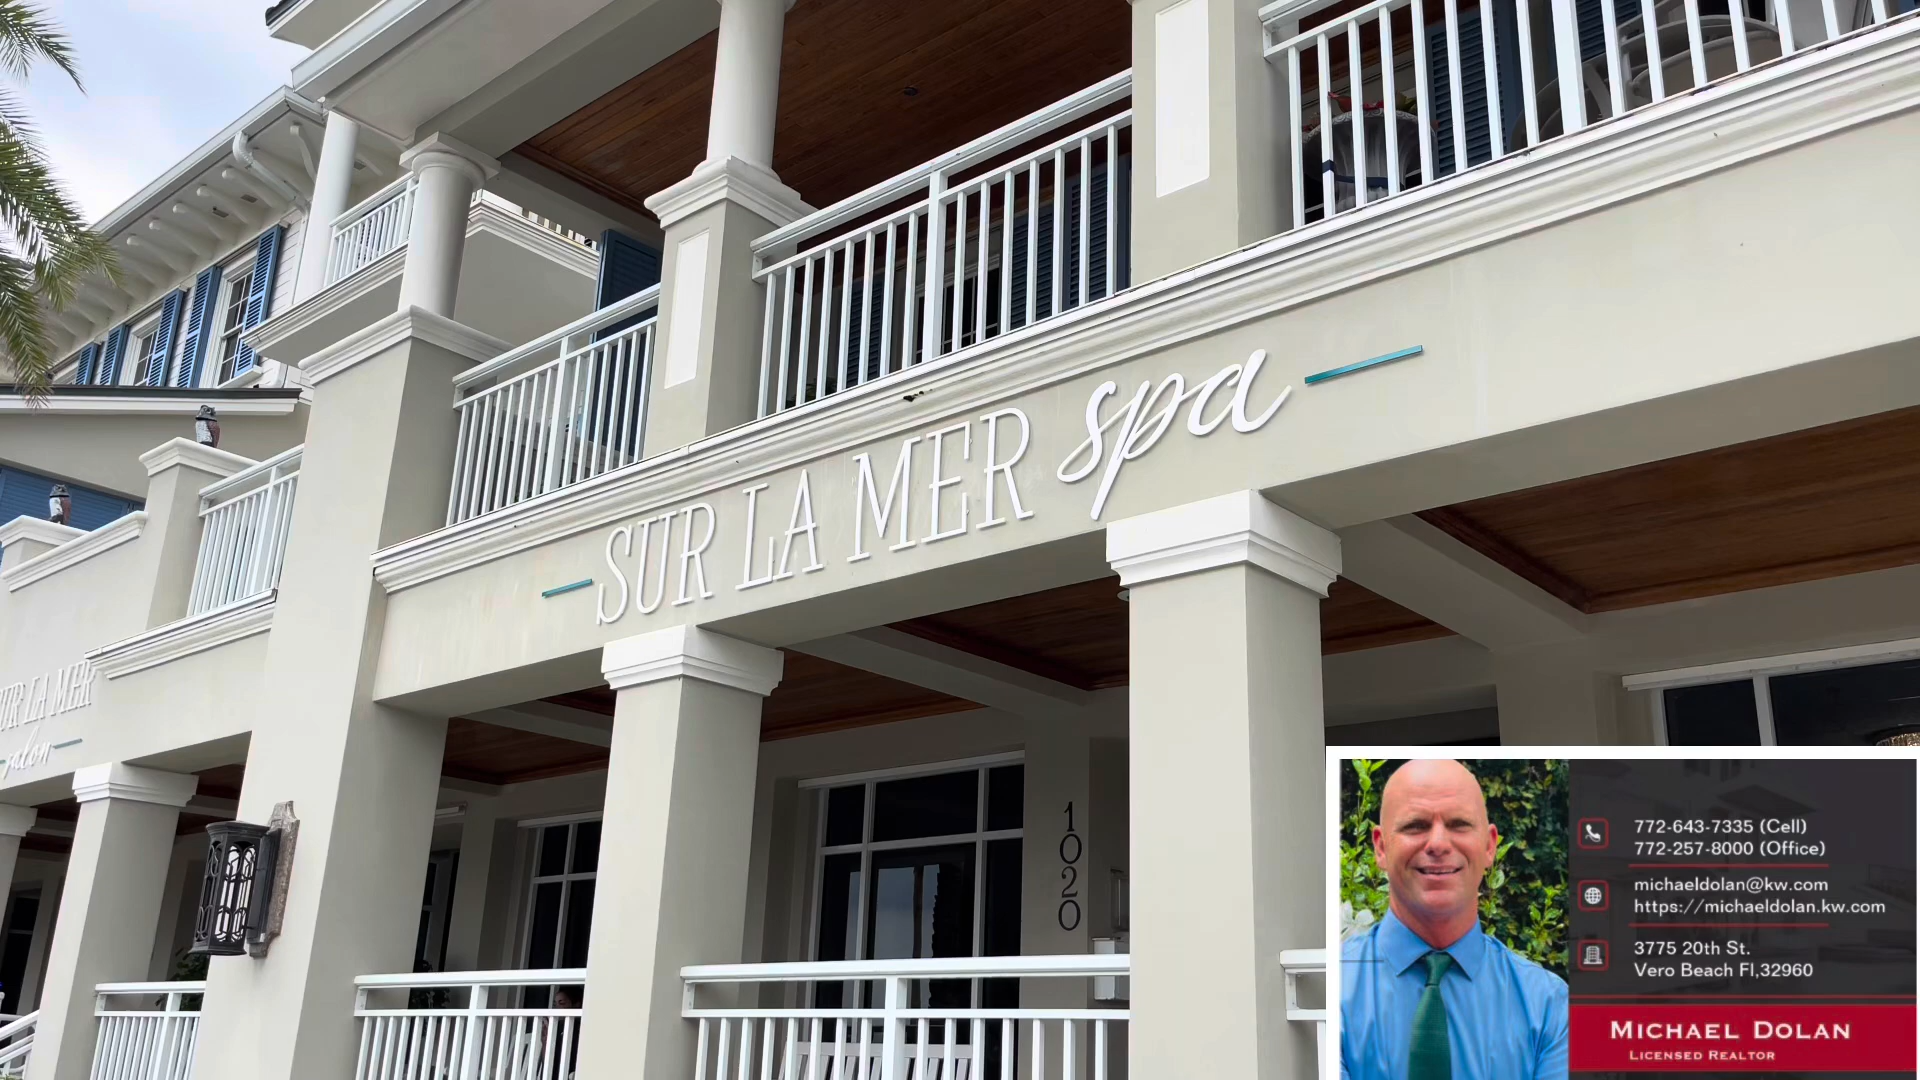 SUR LA MER spa
SUR LA MER
salon
1020
772-643-7335 (Cell)
772-257-8000 (Office)
michaeldolan@kw.com
https://michaeldolan.kw.com
3775 20th St.
Vero Beach Fl,32960
MICHAEL DOLAN
LICENSED REALTOR